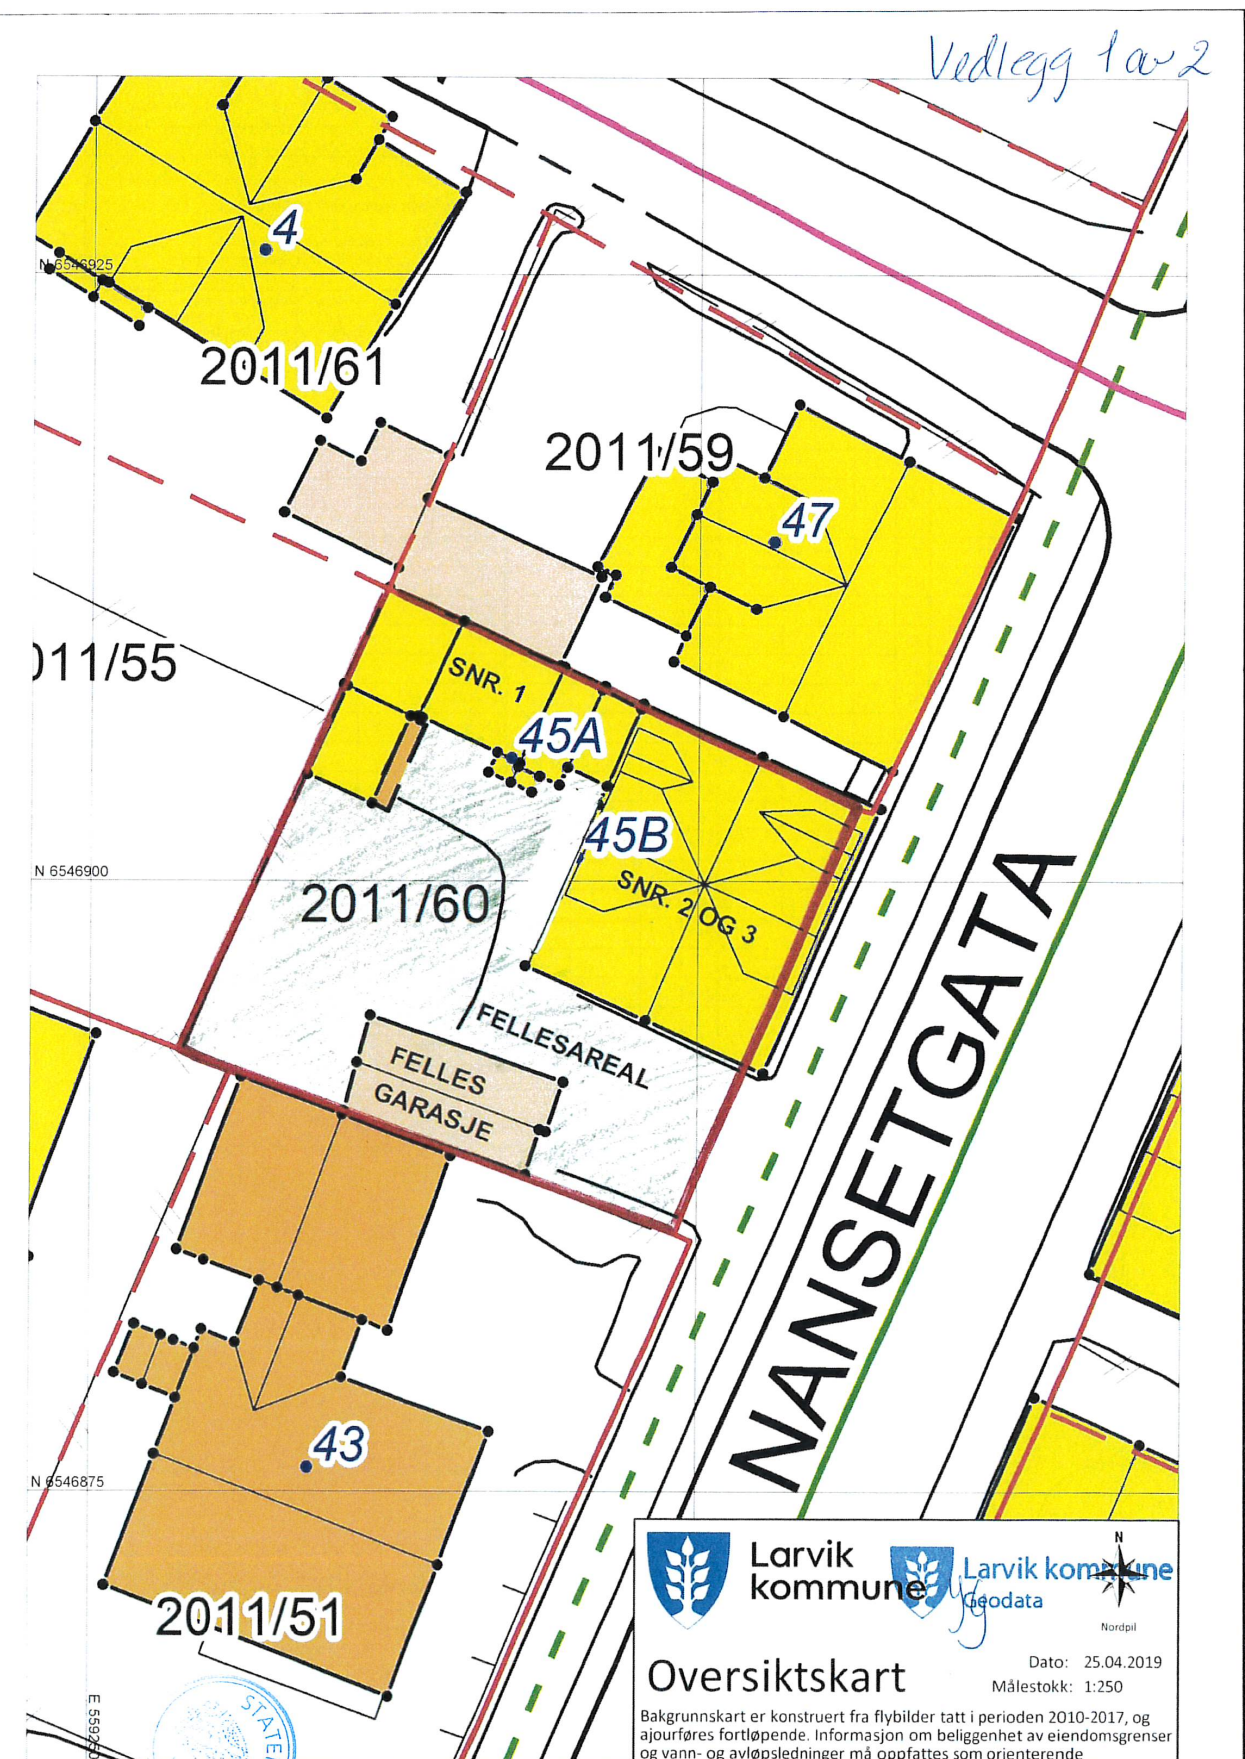 Vedlegg 1 av 2
4
N 6546925
2011/61
2011/59
47
011/55
SNR. 1
45A
45B
N 6546900
2011/60
SNR. 2 OG 3
FELLESAREAL
FELLES
GARASJE
NANSETGATA
43
N 6546875
2011/51
E 559250
STATE
Larvik
kommune
Larvik kommune
Geodata
N
Nordpil
Oversiktskart
Dato: 25.04.2019
Målestokk: 1:250
Bakgrunnskart er konstruert fra flybilder tatt i perioden 2010-2017, og
ajourføres fortløpende. Informasjon om beliggenhet av eiendomsgrenser
og vann- og avløpsledninger må oppfattes som orienterende